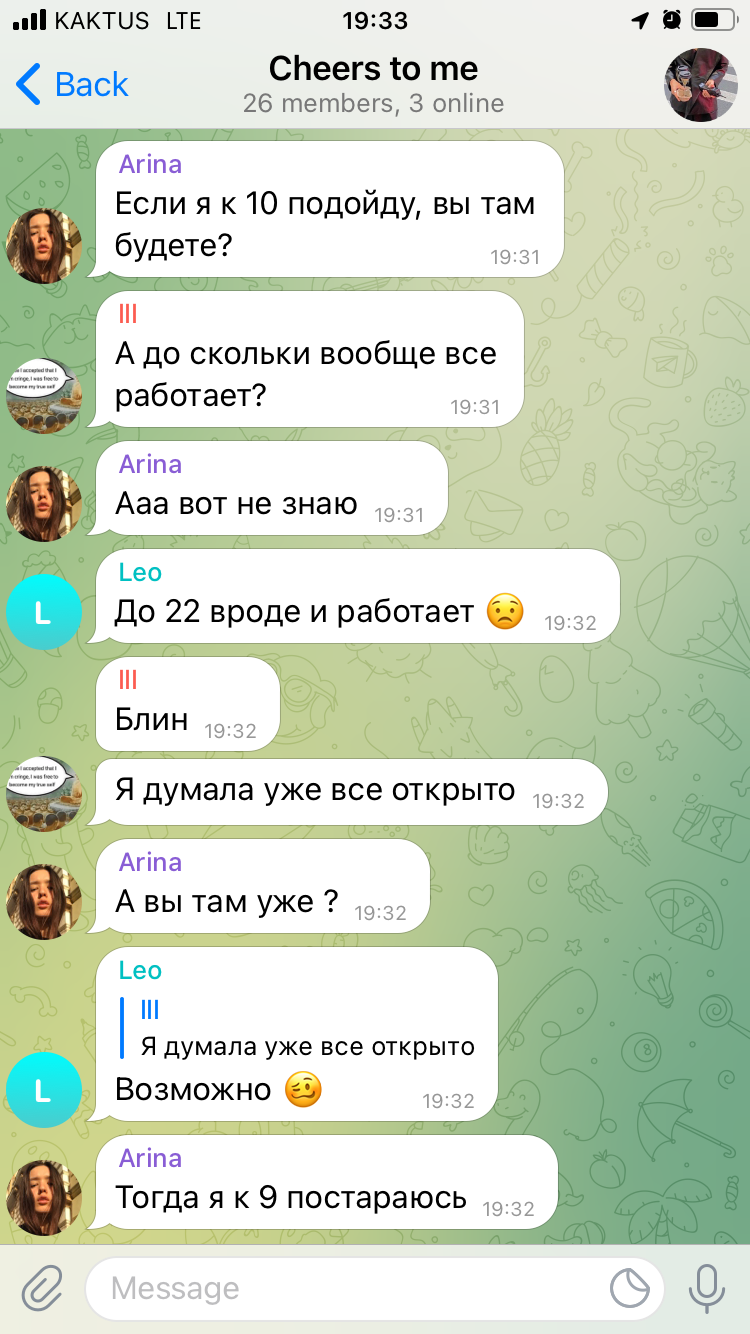 KAKTUS LTE 19:33
Back
Cheers to me
26 members, 3 online
Arina
Если я к 10 подойду, вы там
будете?
19:31
III
А до скольки вообще все
работает?
19:31
Arina
Ааа вот не знаю 19:31
Leo
До 22 вроде и работает 😟 19:32
III
Блин 19:32
Я думала уже все открыто 19:32
Arina
А вы там уже ? 19:32
Leo
III
Я думала уже все открыто
Возможно 🥴 19:32
Arina
Тогда я к 9 постараюсь 19:32
L
L
Message